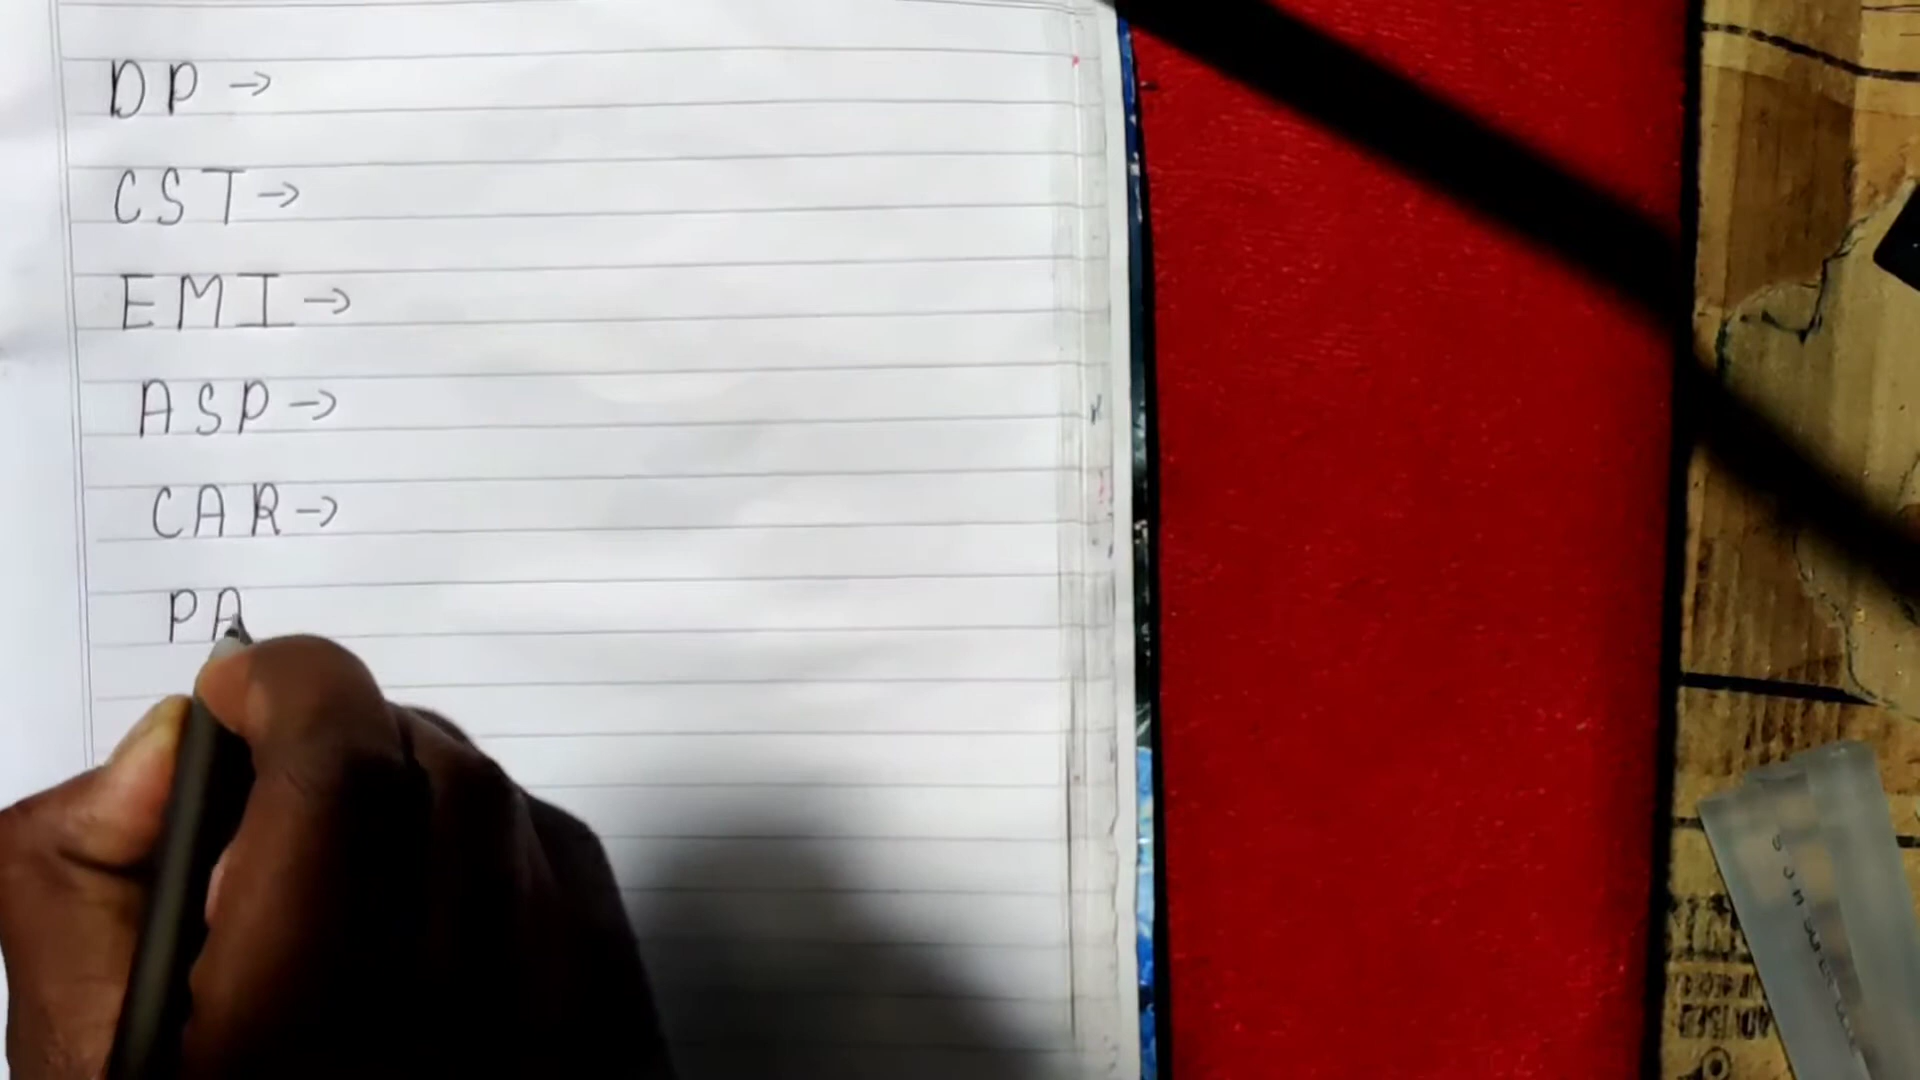 DP →
CST →
EMI →
ASP →
CAR →
PA